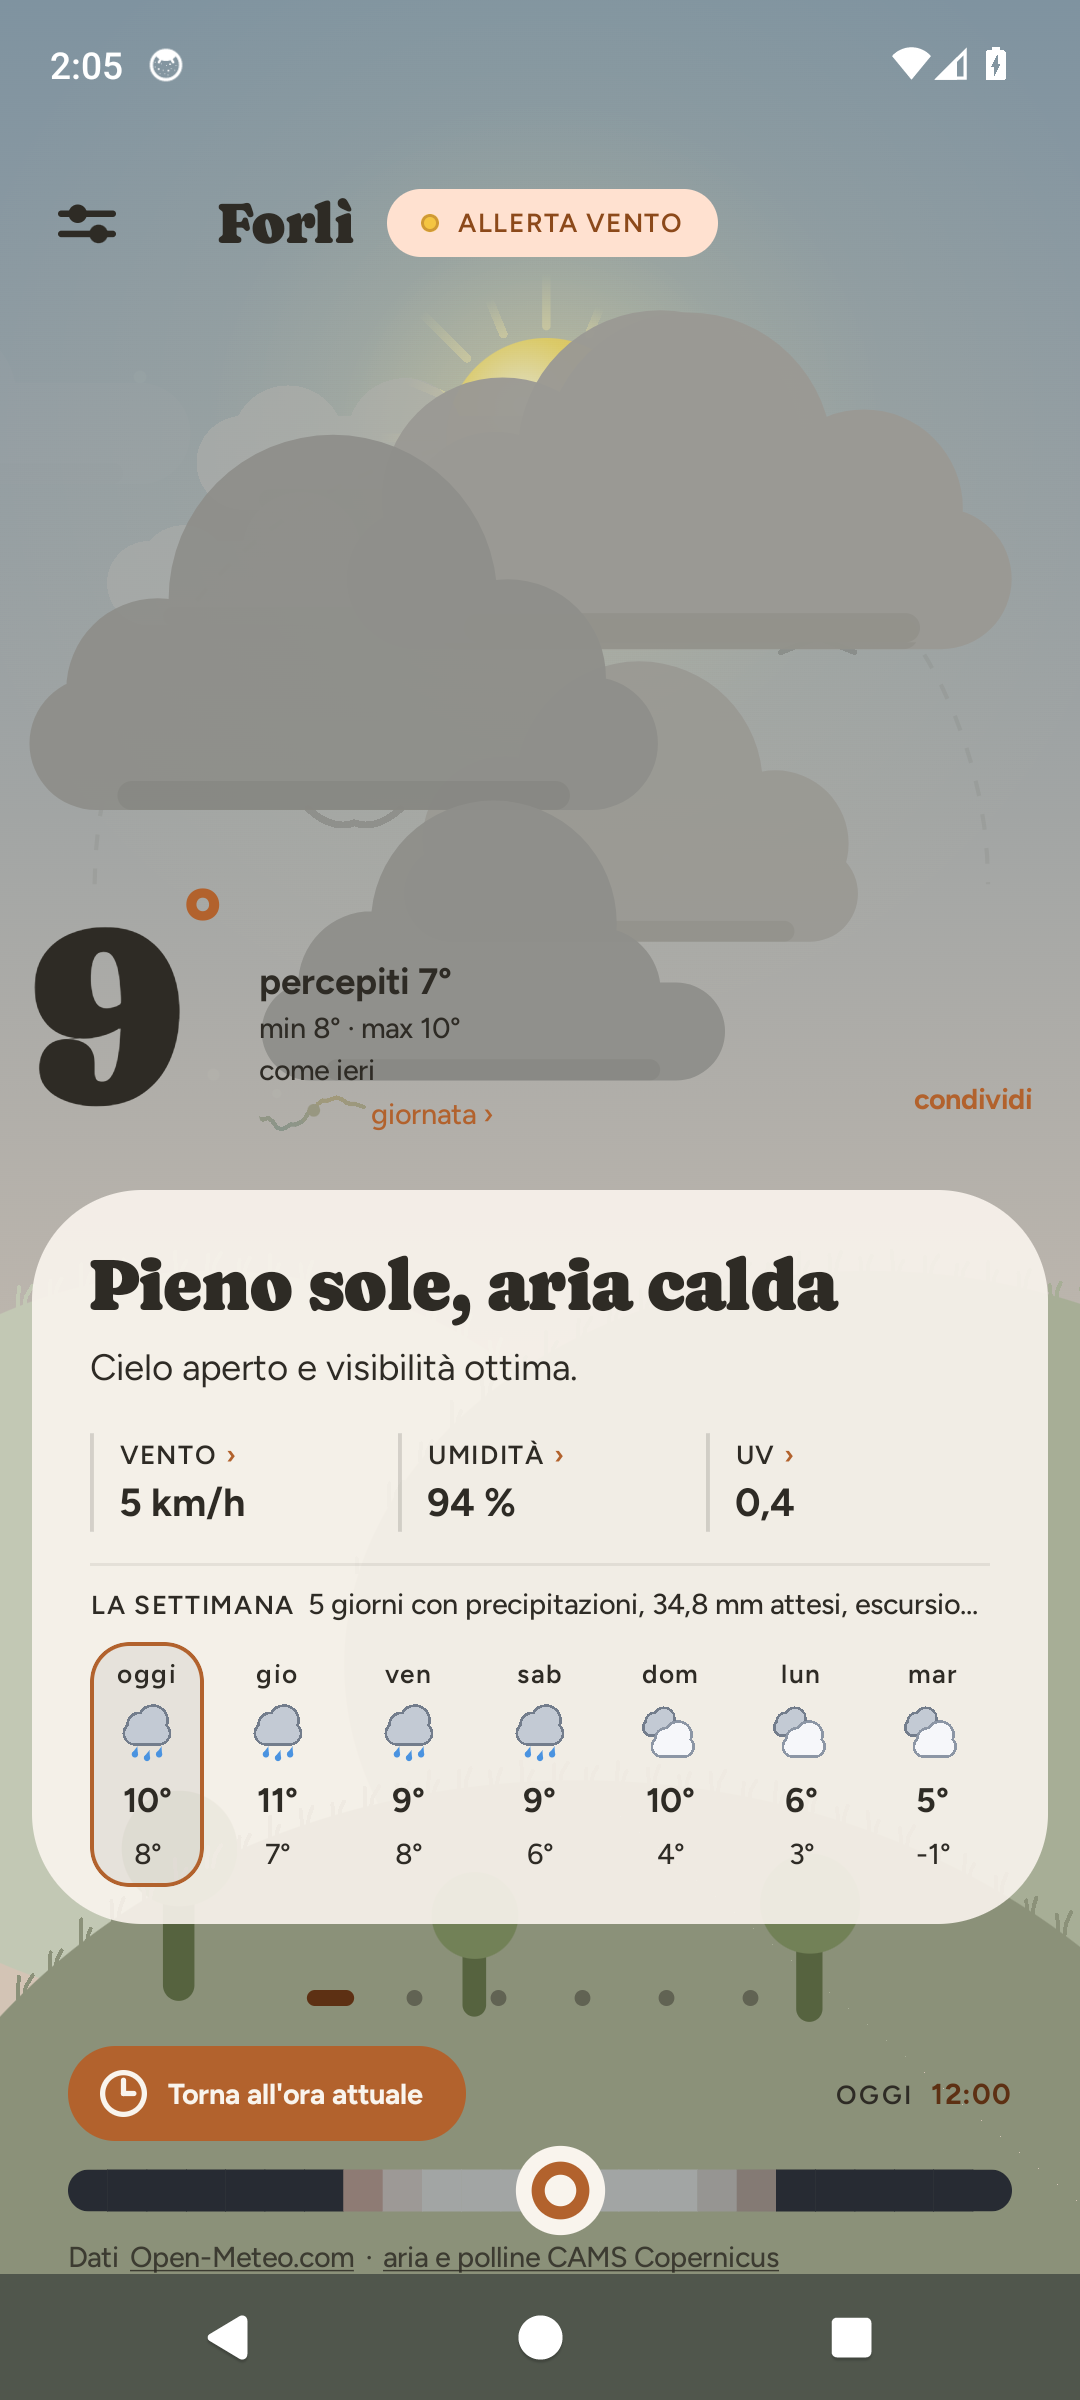 2:05
Forlì
ALLERTA VENTO
9°
percepiti 7°
min 8° · max 10°
come ieri
giornata ›
condividi
Pieno sole, aria calda
Cielo aperto e visibilità ottima.
VENTO › UMIDITÀ › UV ›
5 km/h 94 % 0,4
LA SETTIMANA 5 giorni con precipitazioni, 34,8 mm attesi, escursio...
oggi gio ven sab dom lun mar
10° 11° 9° 9° 10° 6° 5°
8° 7° 8° 6° 4° 3° -1°
Torna all'ora attuale
OGGI 12:00
Dati Open-Meteo.com · aria e polline CAMS Copernicus